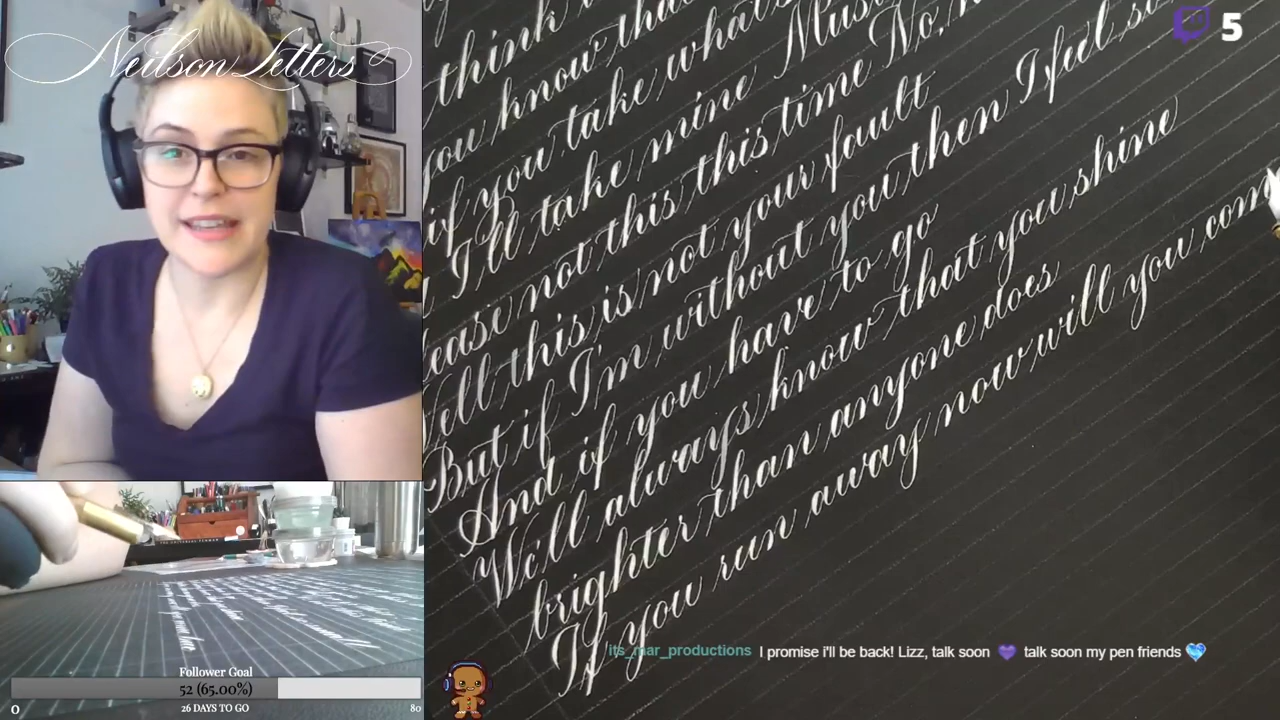 Neilson Letters
5
think
you know
if you take what's
I'll take mine
not this this time No.
Well this is not your fault
But if I'm without you then I feel
And if you have to go
We'll always know that you shine
brighter than anyone does
If you run away now will you com
its_mar_productions I promise i'll be back! Lizz, talk soon 💜 talk soon my pen friends 💙
Follower Goal
52 (65.00%)
0
26 DAYS TO GO
80